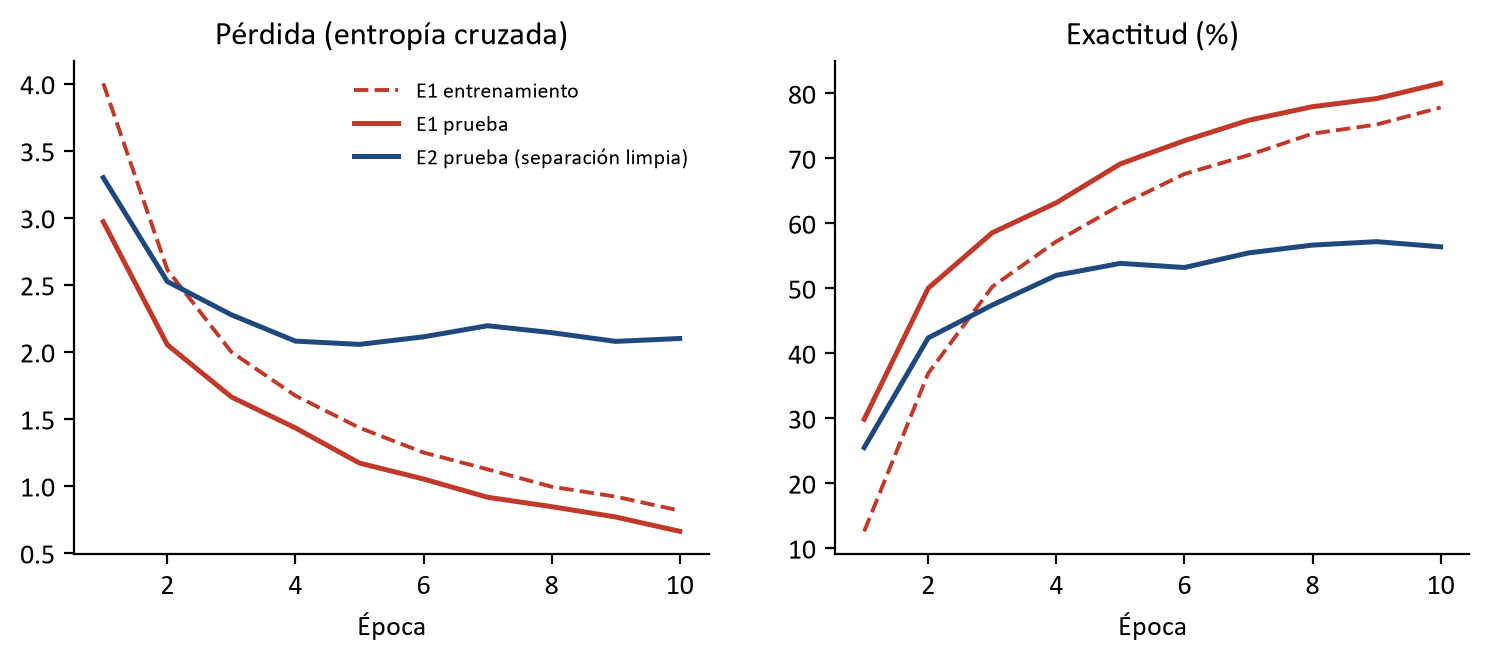 Pérdida (entropía cruzada)
4.0
3.5
3.0
2.5
2.0
1.5
1.0
0.5
E1 entrenamiento
E1 prueba
E2 prueba (separación limpia)
2 4 6 8 10
Época
Exactitud (%)
80
70
60
50
40
30
20
10
2 4 6 8 10
Época